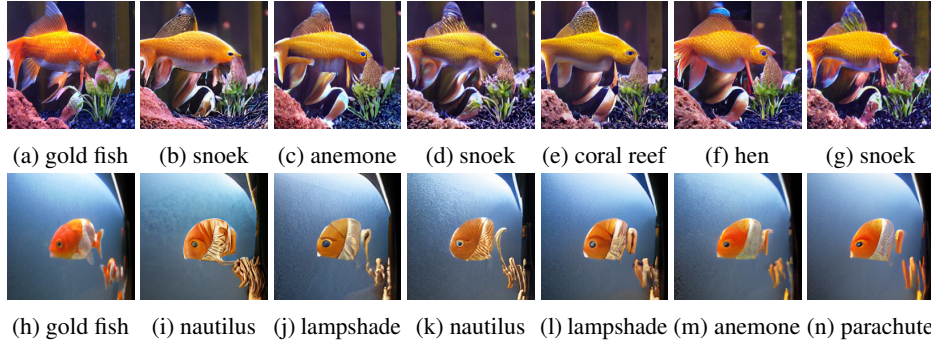 (a) gold fish (b) snoek (c) anemone (d) snoek (e) coral reef (f) hen (g) snoek
(h) gold fish (i) nautilus (j) lampshade (k) nautilus (l) lampshade (m) anemone (n) parachute